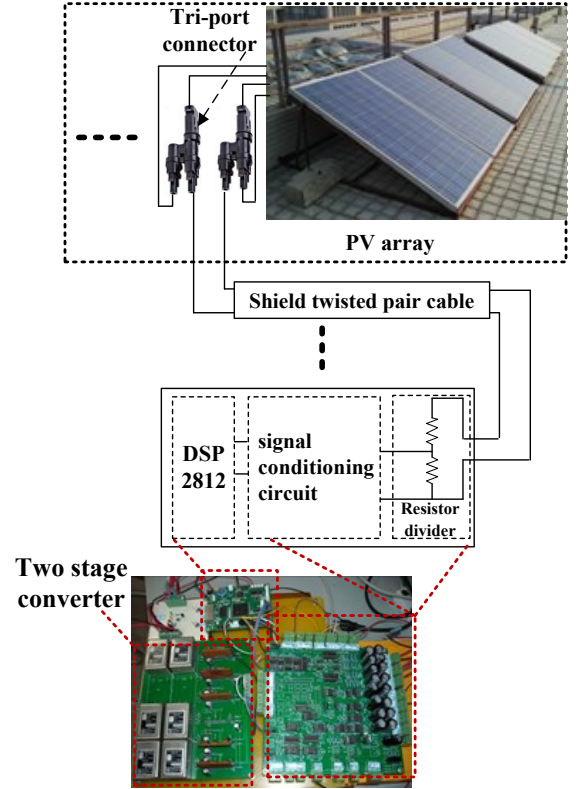 Tri-port
connector
PV array
Shield twisted pair cable
DSP
2812
signal
conditioning
circuit
Resistor
divider
Two stage
converter